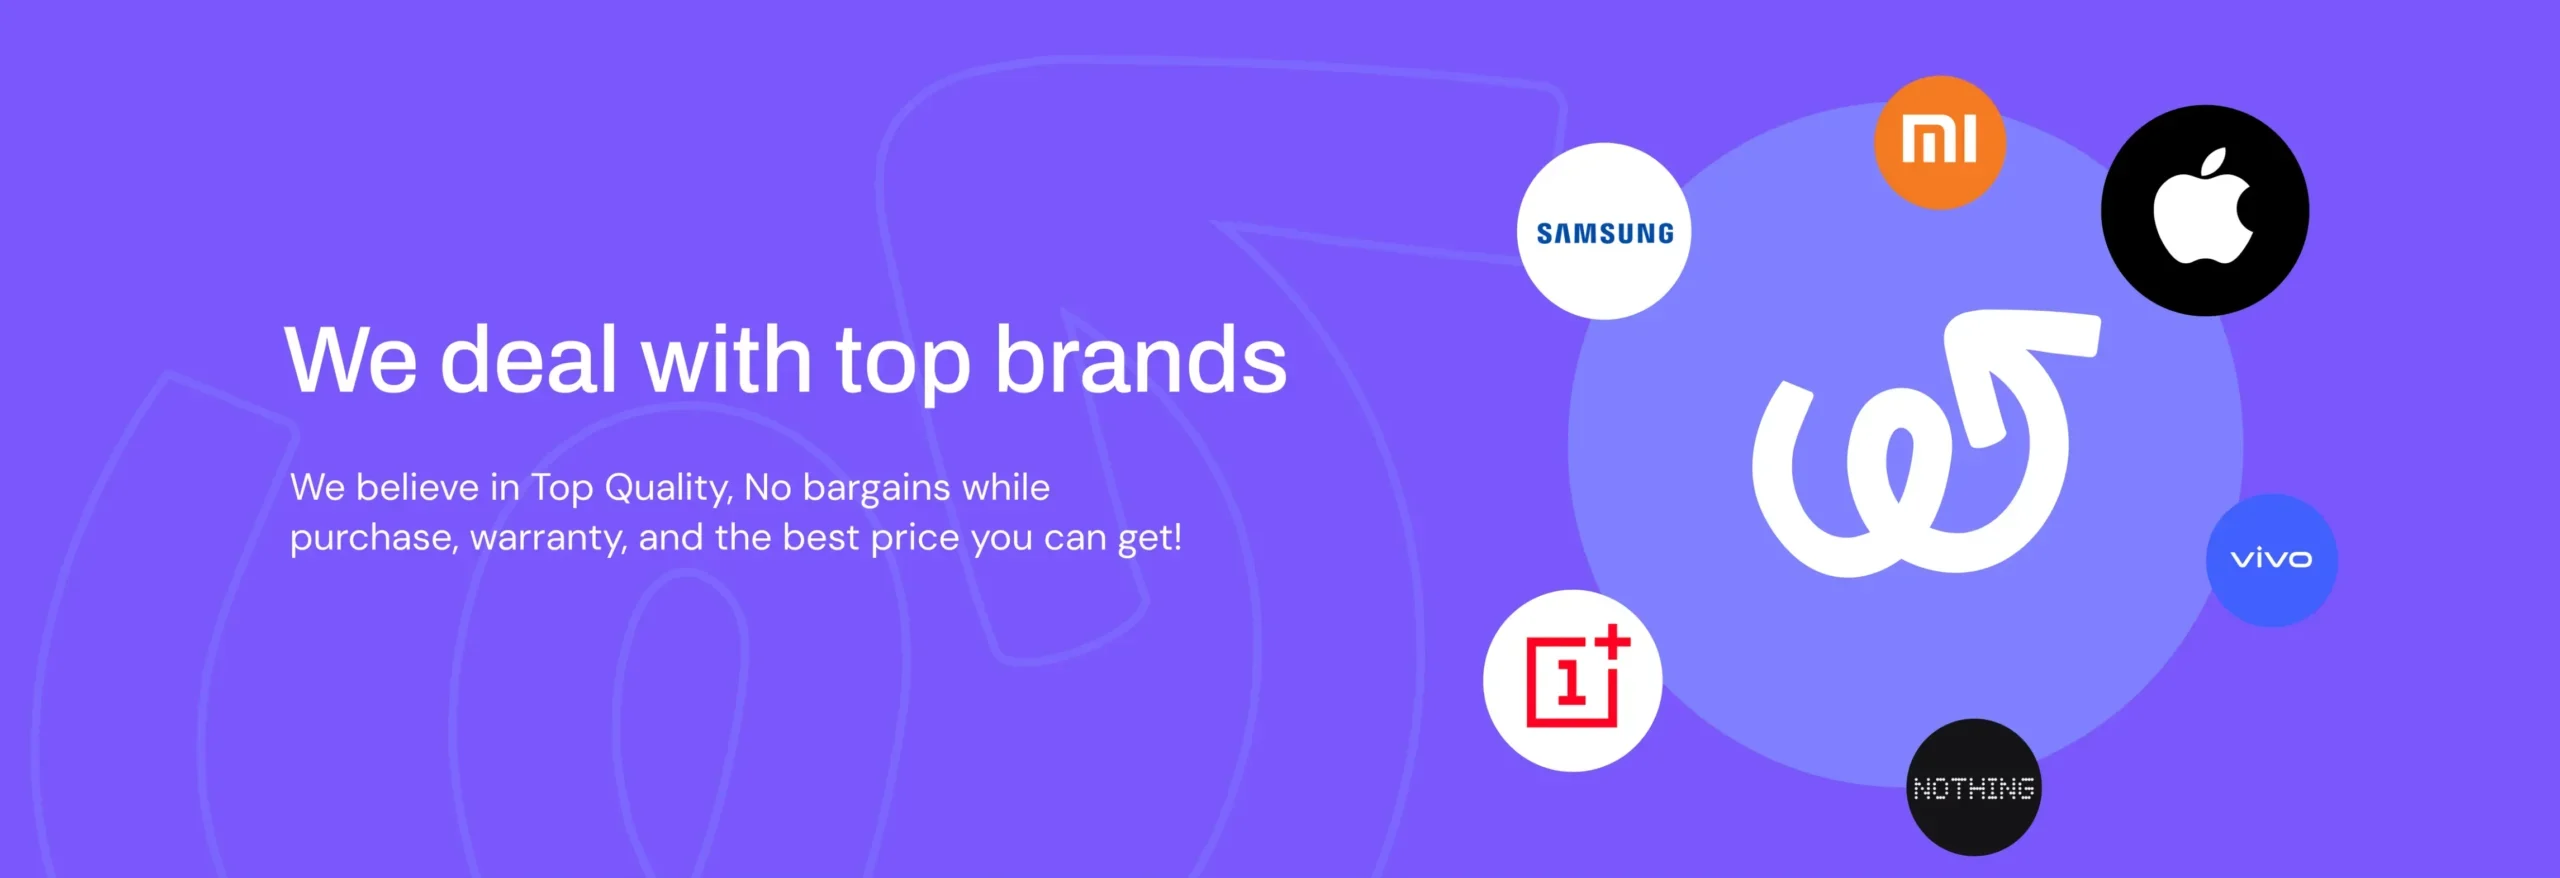 We deal with top brands
We believe in Top Quality, No bargains while
purchase, warranty, and the best price you can get!
mi
SAMSUNG
vivo
1+
NOTHING